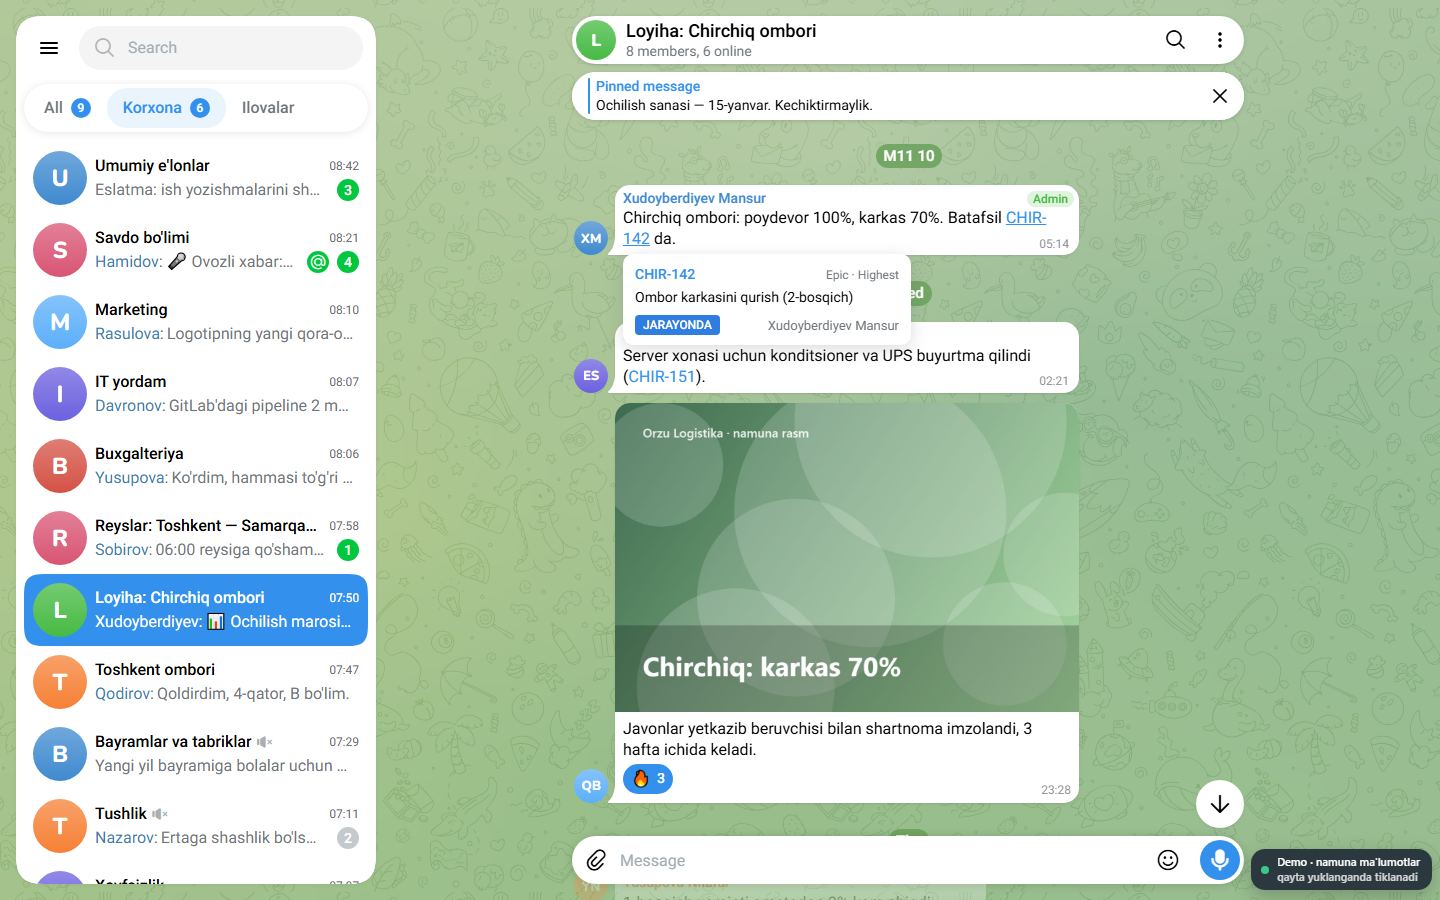 Search
All 9
Korxona 6
Ilovalar
U
Umumiy e'lonlar
08:42
Eslatma: ish yozishmalarini sh...
3
S
Savdo bo'limi
08:21
Hamidov: 🎤 Ovozli xabar:...
@
4
M
Marketing
08:10
Rasulova: Logotipning yangi qora-o...
I
IT yordam
08:07
Davronov: GitLab'dagi pipeline 2 m...
B
Buxgalteriya
08:06
Yusupova: Ko'rdim, hammasi to'g'ri ...
R
Reyslar: Toshkent — Samarqa...
07:58
Sobirov: 06:00 reysiga qo'sham...
1
L
Loyiha: Chirchiq ombori
07:50
Xudoyberdiyev: 📊 Ochilish marosi...
T
Toshkent ombori
07:47
Qodirov: Qoldirdim, 4-qator, B bo'lim.
B
Bayramlar va tabriklar
07:29
Yangi yil bayramiga bolalar uchun ...
T
Tushlik
07:11
Nazarov: Ertaga shashlik bo'ls...
2
L
Loyiha: Chirchiq ombori
8 members, 6 online
Pinned message
Ochilish sanasi — 15-yanvar. Kechiktirmaylik.
M11 10
Xudoyberdiyev Mansur
Admin
Chirchiq ombori: poydevor 100%, karkas 70%. Batafsil CHIR-
142 da.
05:14
XM
CHIR-142
Epic · Highest
Ombor karkasini qurish (2-bosqich)
JARAYONDA
Xudoyberdiyev Mansur
ed
Server xonasi uchun konditsioner va UPS buyurtma qilindi
(CHIR-151).
02:21
ES
Orzu Logistika · namuna rasm
Chirchiq: karkas 70%
Javonlar yetkazib beruvchisi bilan shartnoma imzolandi, 3
hafta ichida keladi.
🔥 3
23:28
QB
Message
YN
Demo · namuna ma'lumotlar
qayta yuklanganda tiklanadi